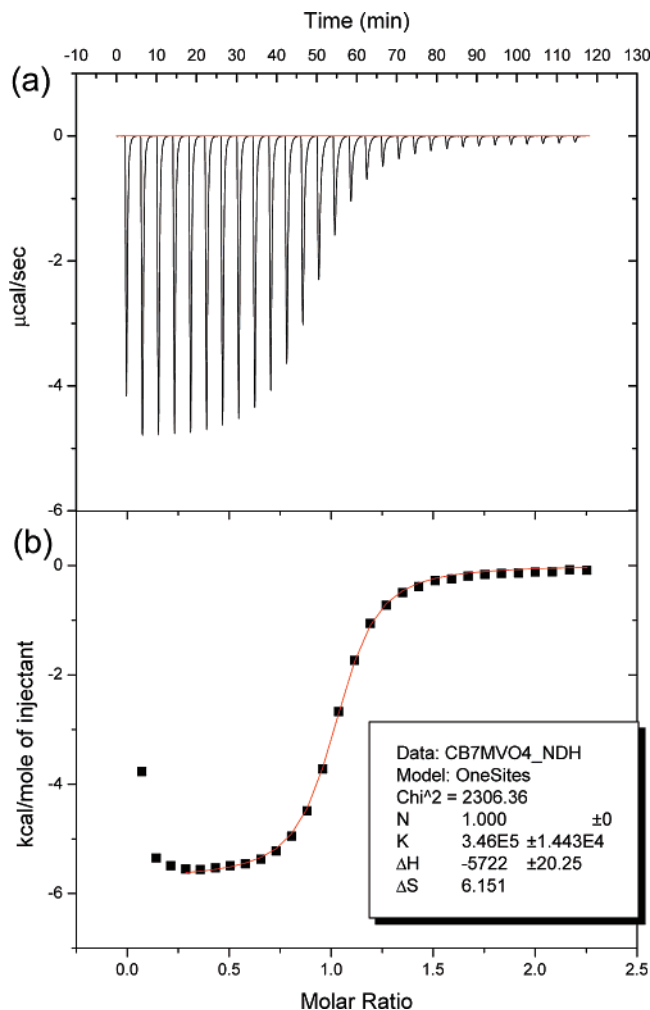 Time (min)
-10 0 10 20 30 40 50 60 70 80 90 100 110 120 130
(a)
0
-2
-4
-6
µcal/sec
(b)
0
-2
-4
-6
kcal/mole of injectant
Data: CB7MVO4_NDH
Model: OneSites
Chi^2 = 2306.36
N 1.000 ±0
K 3.46E5 ±1.443E4
ΔH -5722 ±20.25
ΔS 6.151
0.0 0.5 1.0 1.5 2.0 2.5
Molar Ratio